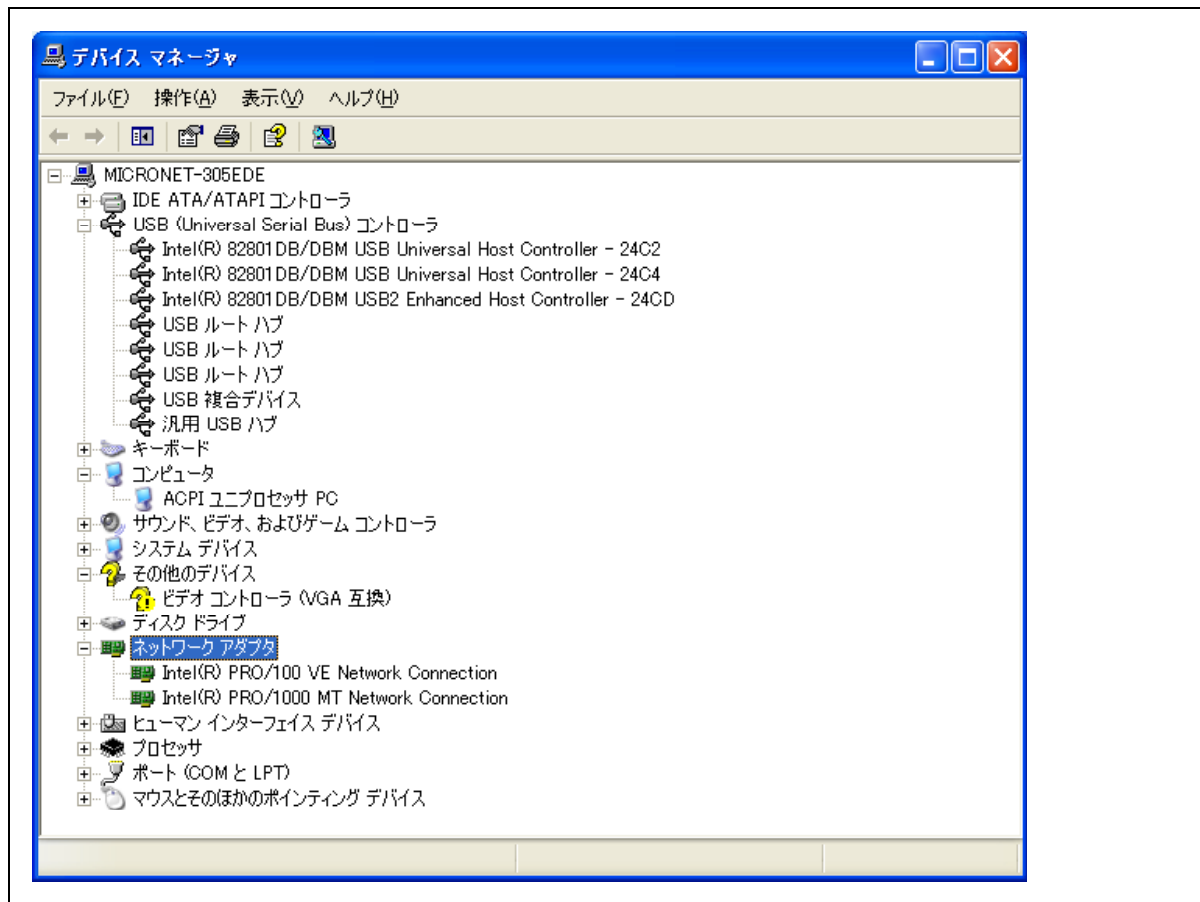 デバイス マネージャ
ファイル(F) 操作(A) 表示(V) ヘルプ(H)
MICRONET-305EDE
IDE ATA/ATAPI コントローラ
USB (Universal Serial Bus) コントローラ
Intel(R) 82801DB/DBM USB Universal Host Controller - 24C2
Intel(R) 82801DB/DBM USB Universal Host Controller - 24C4
Intel(R) 82801DB/DBM USB2 Enhanced Host Controller - 24CD
USB ルート ハブ
USB ルート ハブ
USB ルート ハブ
USB 複合デバイス
汎用 USB ハブ
キーボード
コンピュータ
ACPI ユニプロセッサ PC
サウンド、ビデオ、およびゲーム コントローラ
システム デバイス
その他のデバイス
ビデオ コントローラ (VGA 互換)
ディスク ドライブ
ネットワーク アダプタ
Intel(R) PRO/100 VE Network Connection
Intel(R) PRO/1000 MT Network Connection
ヒューマン インターフェイス デバイス
プロセッサ
ポート (COM と LPT)
マウスとそのほかのポインティング デバイス